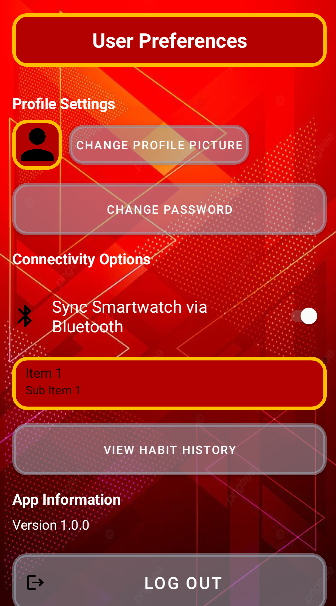 User Preferences
Profile Settings
CHANGE PROFILE PICTURE
CHANGE PASSWORD
Connectivity Options
Sync Smartwatch via
Bluetooth
Item 1
Sub Item 1
VIEW HABIT HISTORY
App Information
Version 1.0.0
LOG OUT